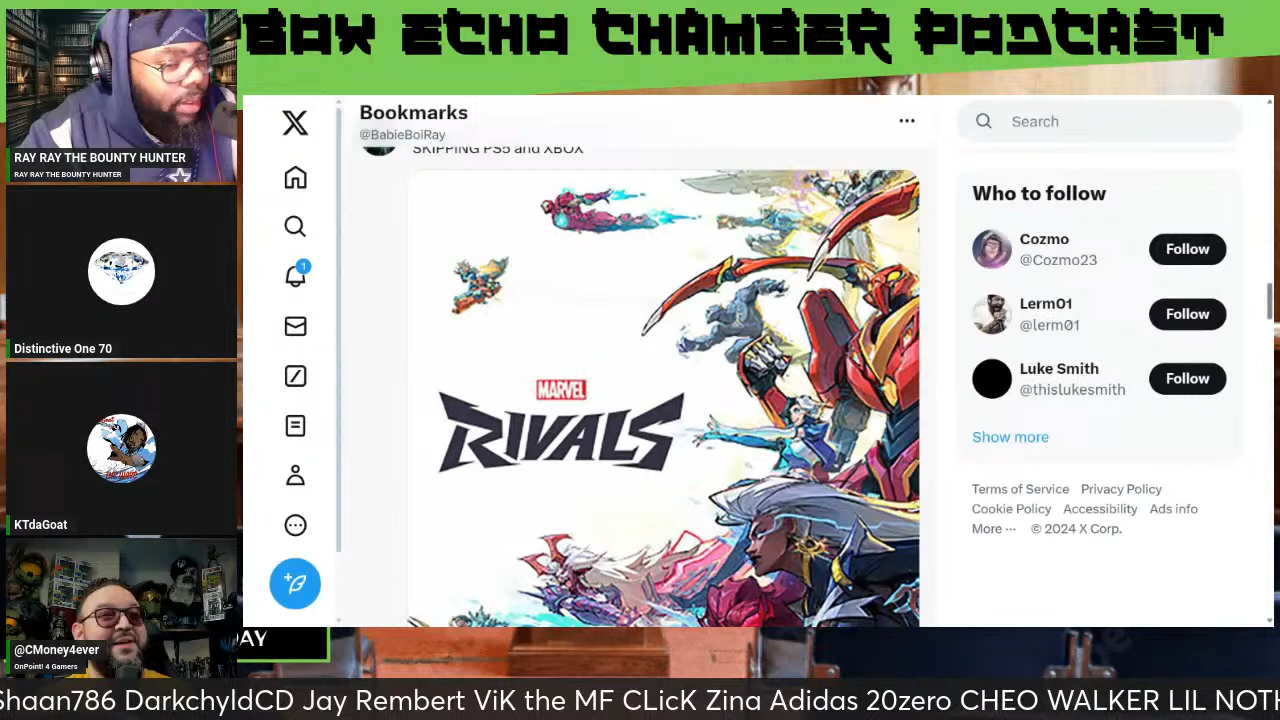 BOX ECHO CHAMBER PODCAST
RAY RAY THE BOUNTY HUNTER
RAY RAY THE BOUNTY HUNTER
Distinctive One 70
KTdaGoat
@CMoney4ever
OnPoint! 4 Gamers
Bookmarks
@BabieBoiRay
SKIPPING PS5 and XBOX
MARVEL
RIVALS
1
Search
Who to follow
Cozmo
@Cozmo23
Follow
Lerm01
@lerm01
Follow
Luke Smith
@thislukesmith
Follow
Show more
Terms of Service Privacy Policy
Cookie Policy Accessibility Ads info
More ··· © 2024 X Corp.
AY
Shaan786 DarkchyldCD Jay Rembert ViK the MF CLicK Zina Adidas 20zero CHEO WALKER LIL NOTH